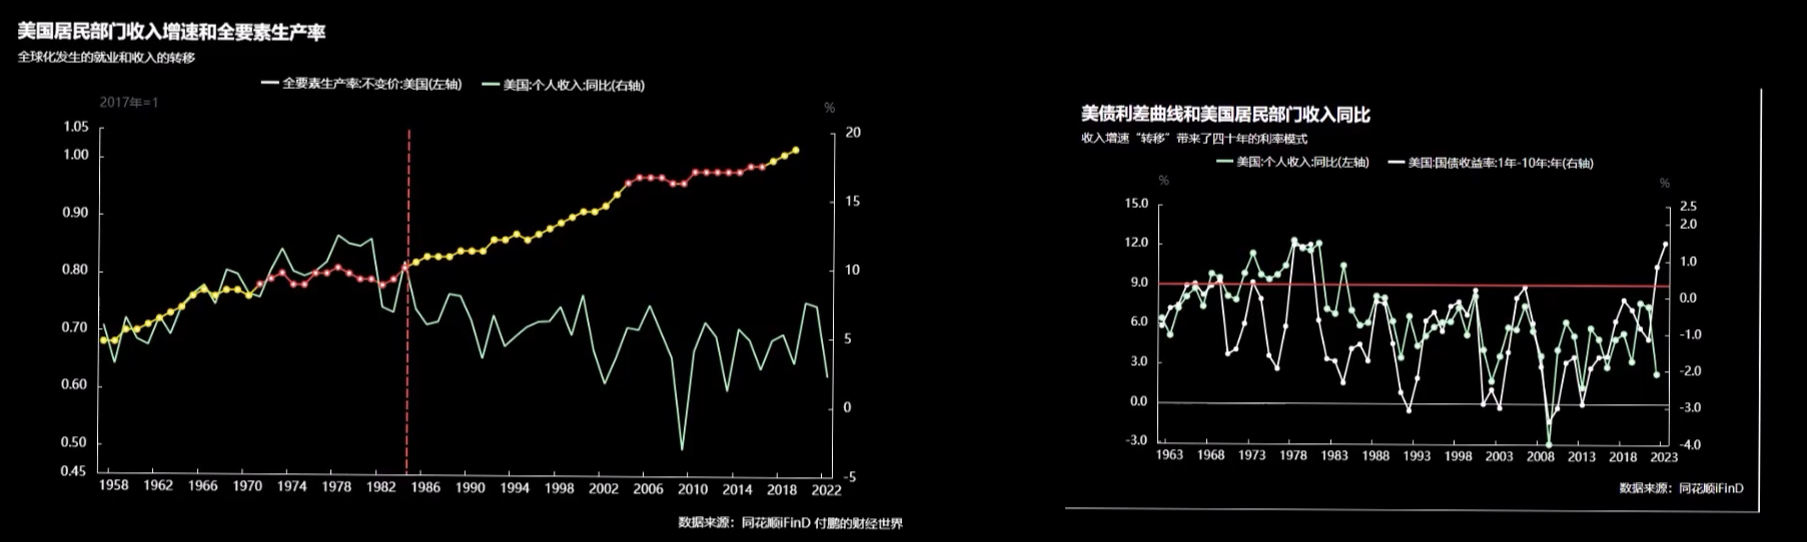 美国居民部门收入增速和全要素生产率
全球化发生的就业和收入的转移
全要素生产率:不变价:美国(左轴) 美国:个人收入:同比(右轴)
2017年=1 %
1.05 20
1.00
15
0.90
0.80 10
0.70
5
0.60
0
0.50
0.45 -5
1958 1962 1966 1970 1974 1978 1982 1986 1990 1994 1998 2002 2006 2010 2014 2018 2022
数据来源：同花顺iFinD 付鹏的财经世界
美债利差曲线和美国居民部门收入同比
收入增速“转移”带来了四十年的利率模式
美国:个人收入:同比(左轴) 美国:国债收益率:1年-10年:年(右轴)
% %
15.0 2.5
2.0
12.0
1.0
9.0
0.0
6.0 -1.0
3.0 -2.0
0.0 -3.0
-3.0 -4.0
1963 1968 1973 1978 1983 1988 1993 1998 2003 2008 2013 2018 2023
数据来源：同花顺iFinD